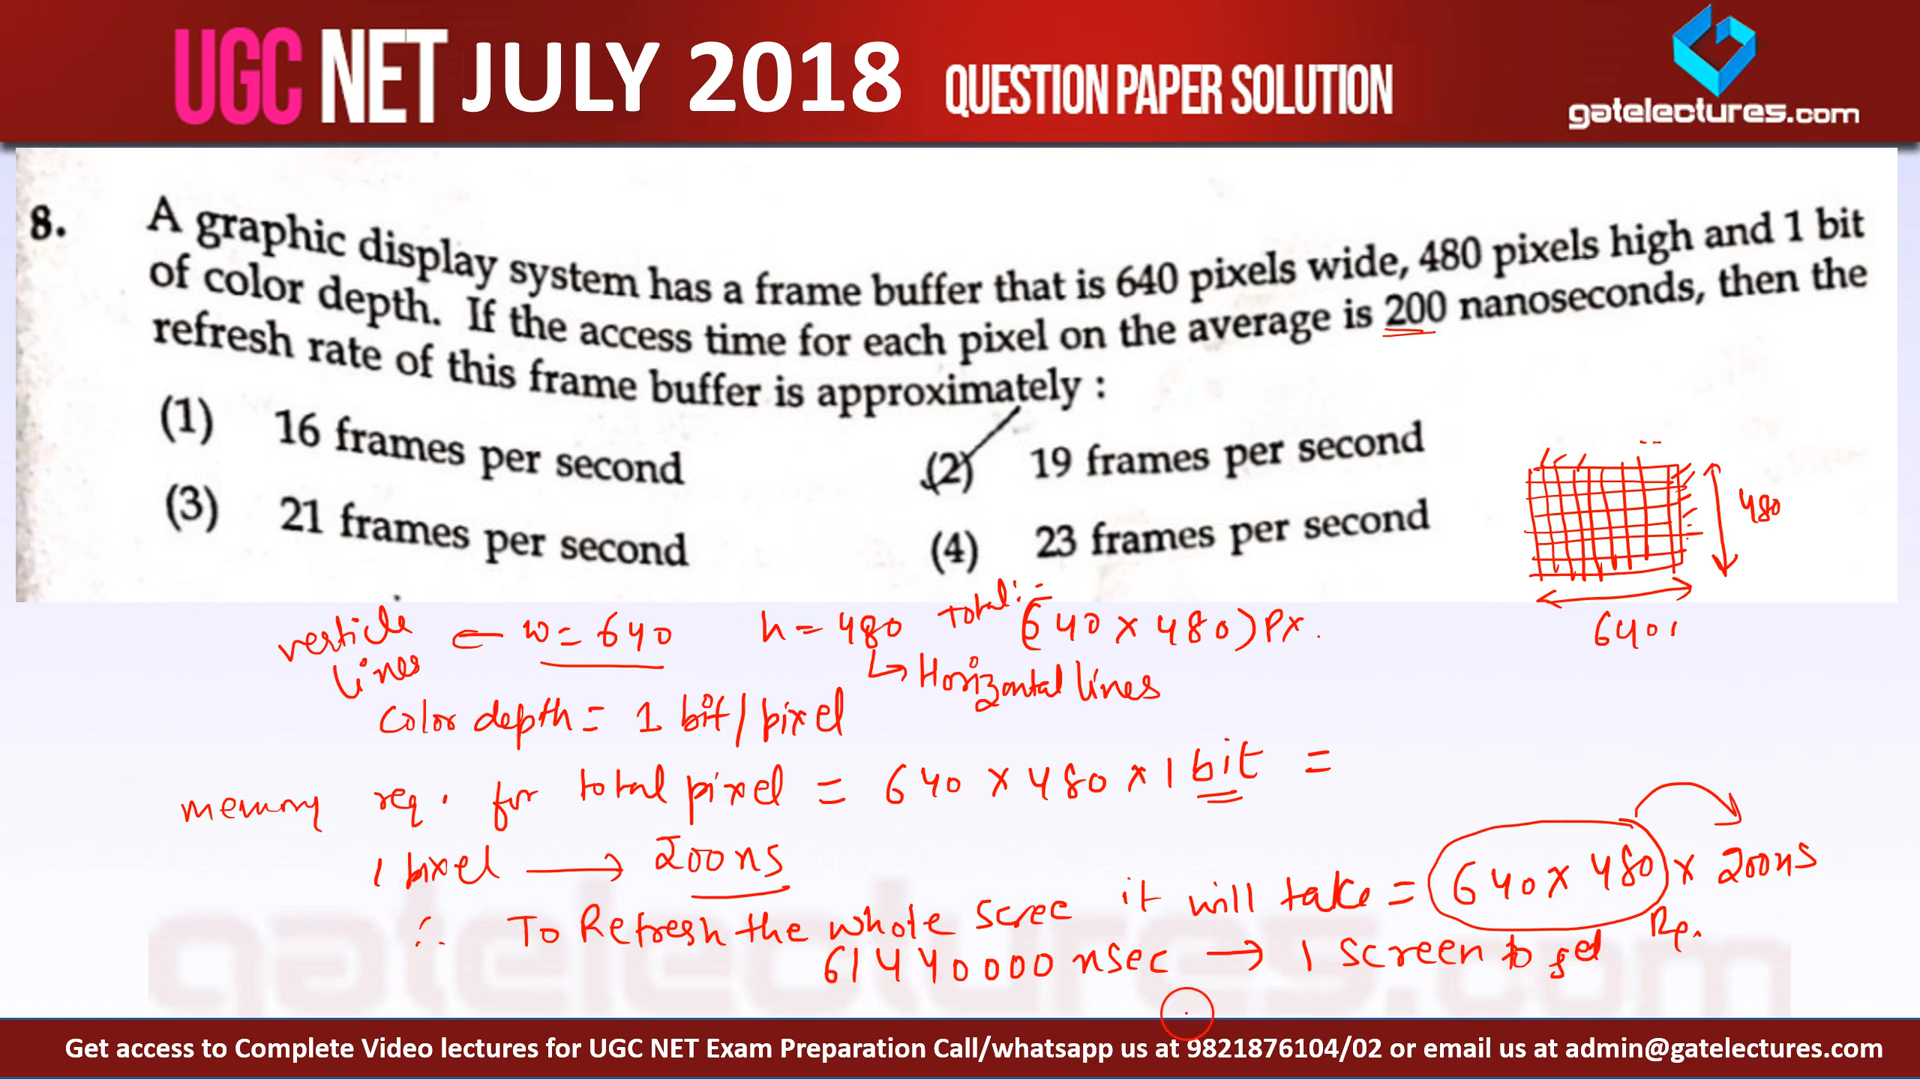 UGC NET JULY 2018 QUESTION PAPER SOLUTION
gatelectures.com
8. A graphic display system has a frame buffer that is 640 pixels wide, 480 pixels high and 1 bit
of color depth. If the access time for each pixel on the average is 200 nanoseconds, then the
refresh rate of this frame buffer is approximately :
(1) 16 frames per second (2) 19 frames per second
(3) 21 frames per second (4) 23 frames per second
480
640
verticle lines ← w = 640 h = 480 total:- (640 × 480) Px.
↳ Horizontal lines
Color depth = 1 bit / pixel
memory req. for total pixel = 640 × 480 × 1 bit =
1 pixel → 200 ns
∴ To Refresh the whole Scree it will take = (640 × 480) × 200ns
61440000 nsec → 1 screen to get Re.
gatelectures.com
Get access to Complete Video lectures for UGC NET Exam Preparation Call/whatsapp us at 9821876104/02 or email us at admin@gatelectures.com